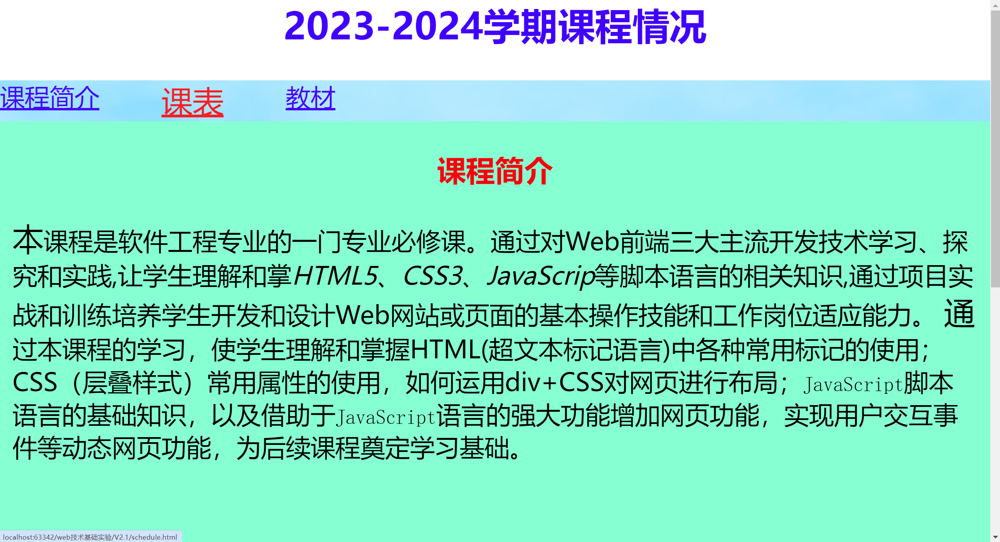 2023-2024学期课程情况
课程简介 课表 教材
课程简介
本课程是软件工程专业的一门专业必修课。通过对Web前端三大主流开发技术学习、探
究和实践,让学生理解和掌HTML5、CSS3、JavaScrip等脚本语言的相关知识,通过项目实
战和训练培养学生开发和设计Web网站或页面的基本操作技能和工作岗位适应能力。 通
过本课程的学习，使学生理解和掌握HTML(超文本标记语言)中各种常用标记的使用；
CSS（层叠样式）常用属性的使用，如何运用div+CSS对网页进行布局；JavaScript脚本
语言的基础知识，以及借助于JavaScript语言的强大功能增加网页功能，实现用户交互事
件等动态网页功能，为后续课程奠定学习基础。
localhost:63342/web技术基础实验/V2.1/schedule.html